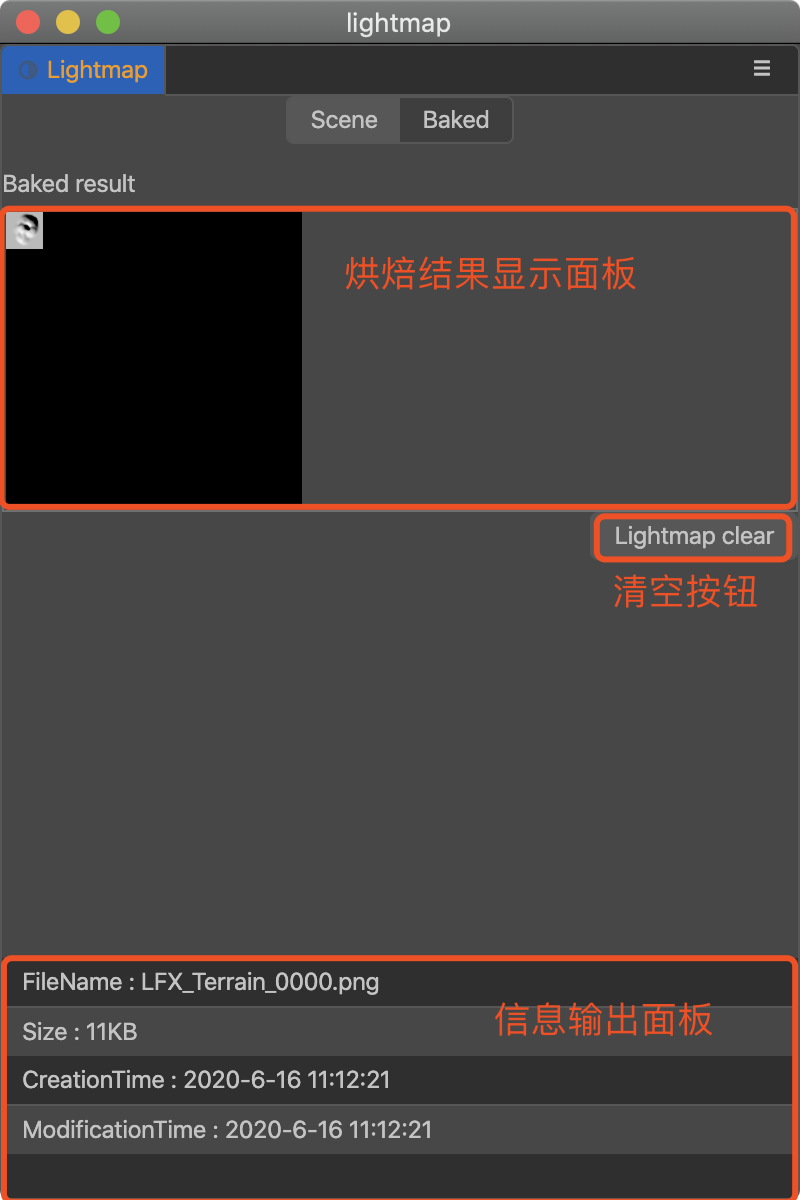 lightmap
Lightmap
Scene
Baked
Baked result
烘焙结果显示面板
Lightmap clear
清空按钮
FileName : LFX_Terrain_0000.png
信息输出面板
Size : 11KB
CreationTime : 2020-6-16 11:12:21
ModificationTime : 2020-6-16 11:12:21